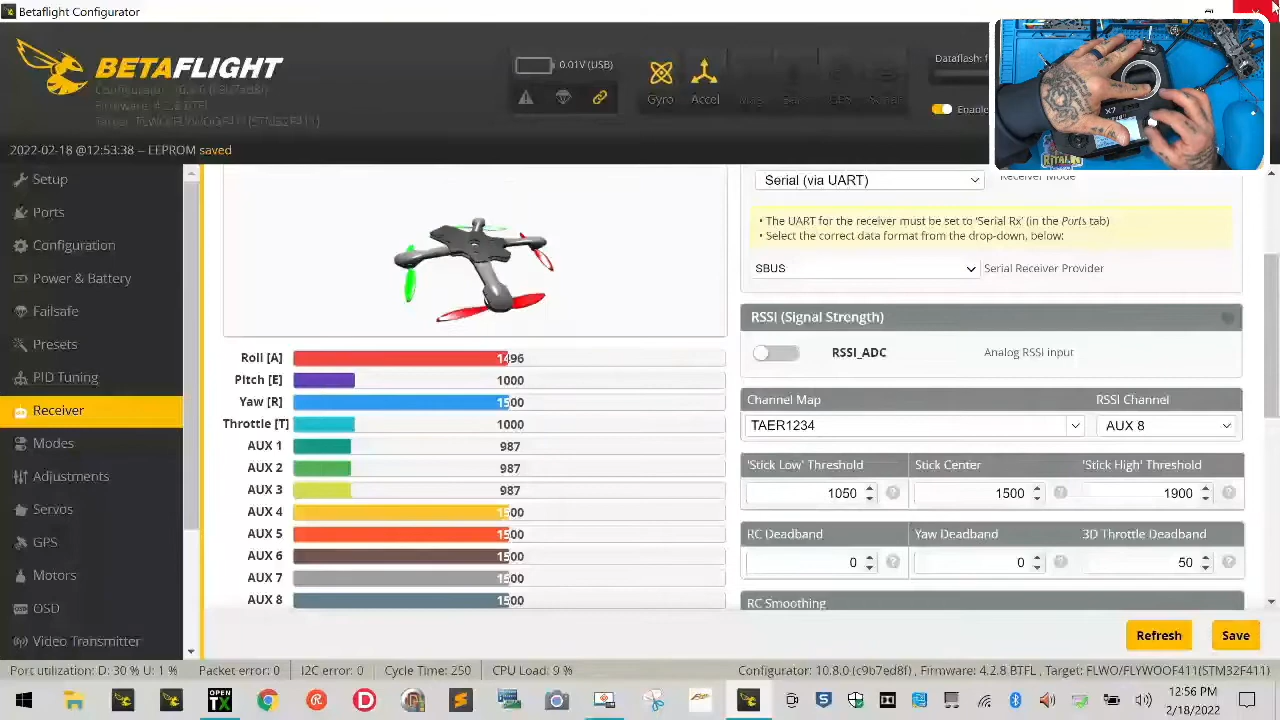 Betaflight Configurator
BETAFLIGHT
0.01V (USB)
Gyro
Accel
Dataflash: f
Enable
2022-02-18 @12:53:38 -- EEPROM saved
X7
Setup
Ports
Configuration
Power & Battery
Failsafe
Presets
PID Tuning
Receiver
Modes
Adjustments
Servos
GPS
Motors
OSD
Video Transmitter
Roll [A] 1496
Pitch [E] 1000
Yaw [R] 1500
Throttle [T] 1000
AUX 1 987
AUX 2 987
AUX 3 987
AUX 4 1500
AUX 5 1500
AUX 6 1500
AUX 7 1500
AUX 8 1500
Serial (via UART) Receiver Mode
• The UART for the receiver must be set to 'Serial Rx' (in the Ports tab)
• Select the correct data format from the drop-down, below:
SBUS Serial Receiver Provider
RSSI (Signal Strength)
RSSI_ADC Analog RSSI input
Channel Map RSSI Channel
TAER1234 AUX 8
'Stick Low' Threshold Stick Center 'Stick High' Threshold
1050 1500 1900
RC Deadband Yaw Deadband 3D Throttle Deadband
0 0 50
RC Smoothing
Refresh Save
Port utilization: D: 30 % U: 1 % Packet error: 0 I2C error: 0 Cycle Time: 250 CPU Load: 9 % Configurator: 10.8.0 (c9b7ed8f), Firmware: 4.2.8 BTFL, Target: FLWO/FLYWOOF411(STM32F411)
OPEN TX
12:56 PM
2/18/2022